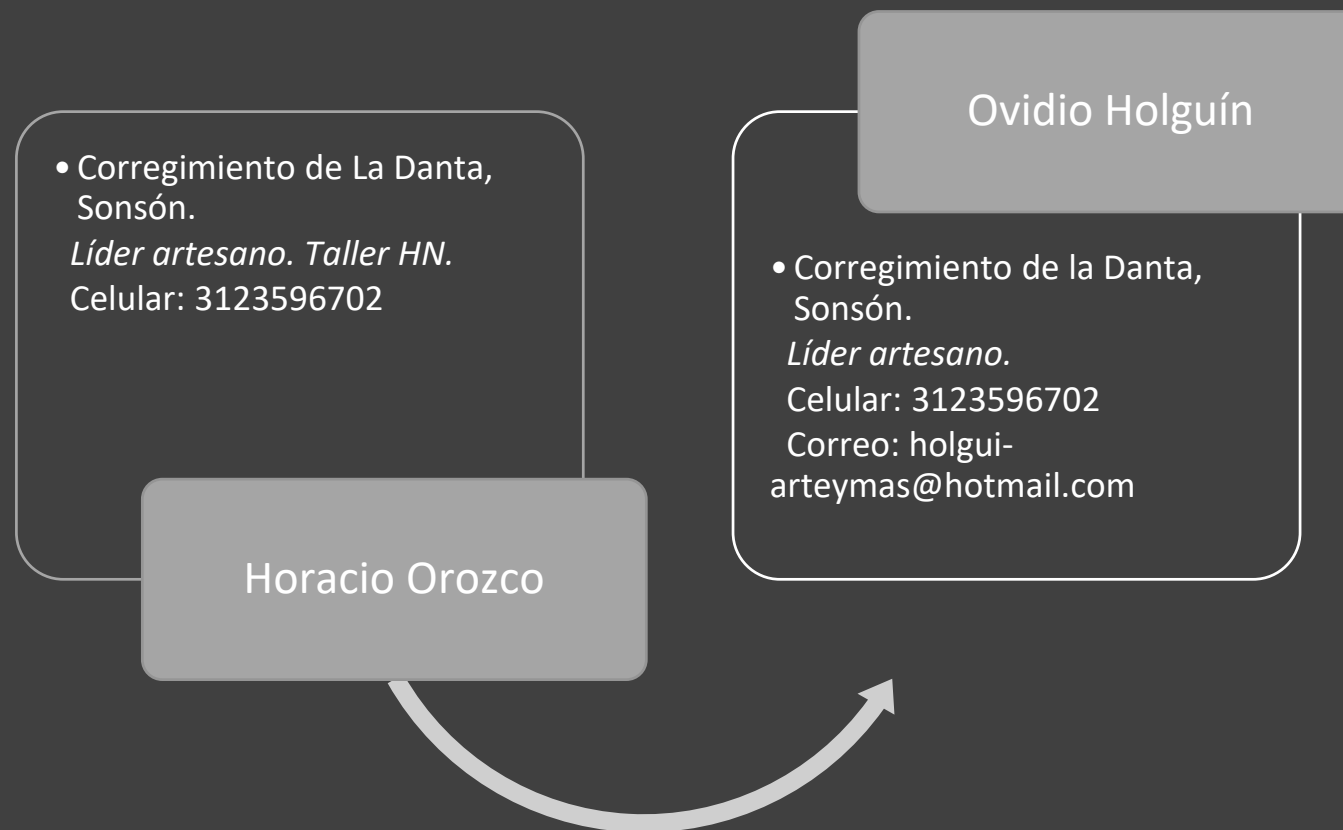 • Corregimiento de La Danta,
Sonsón.
Líder artesano. Taller HN.
Celular: 3123596702
Horacio Orozco
Ovidio Holguín
• Corregimiento de la Danta,
Sonsón.
Líder artesano.
Celular: 3123596702
Correo: holgui-
arteymas@hotmail.com